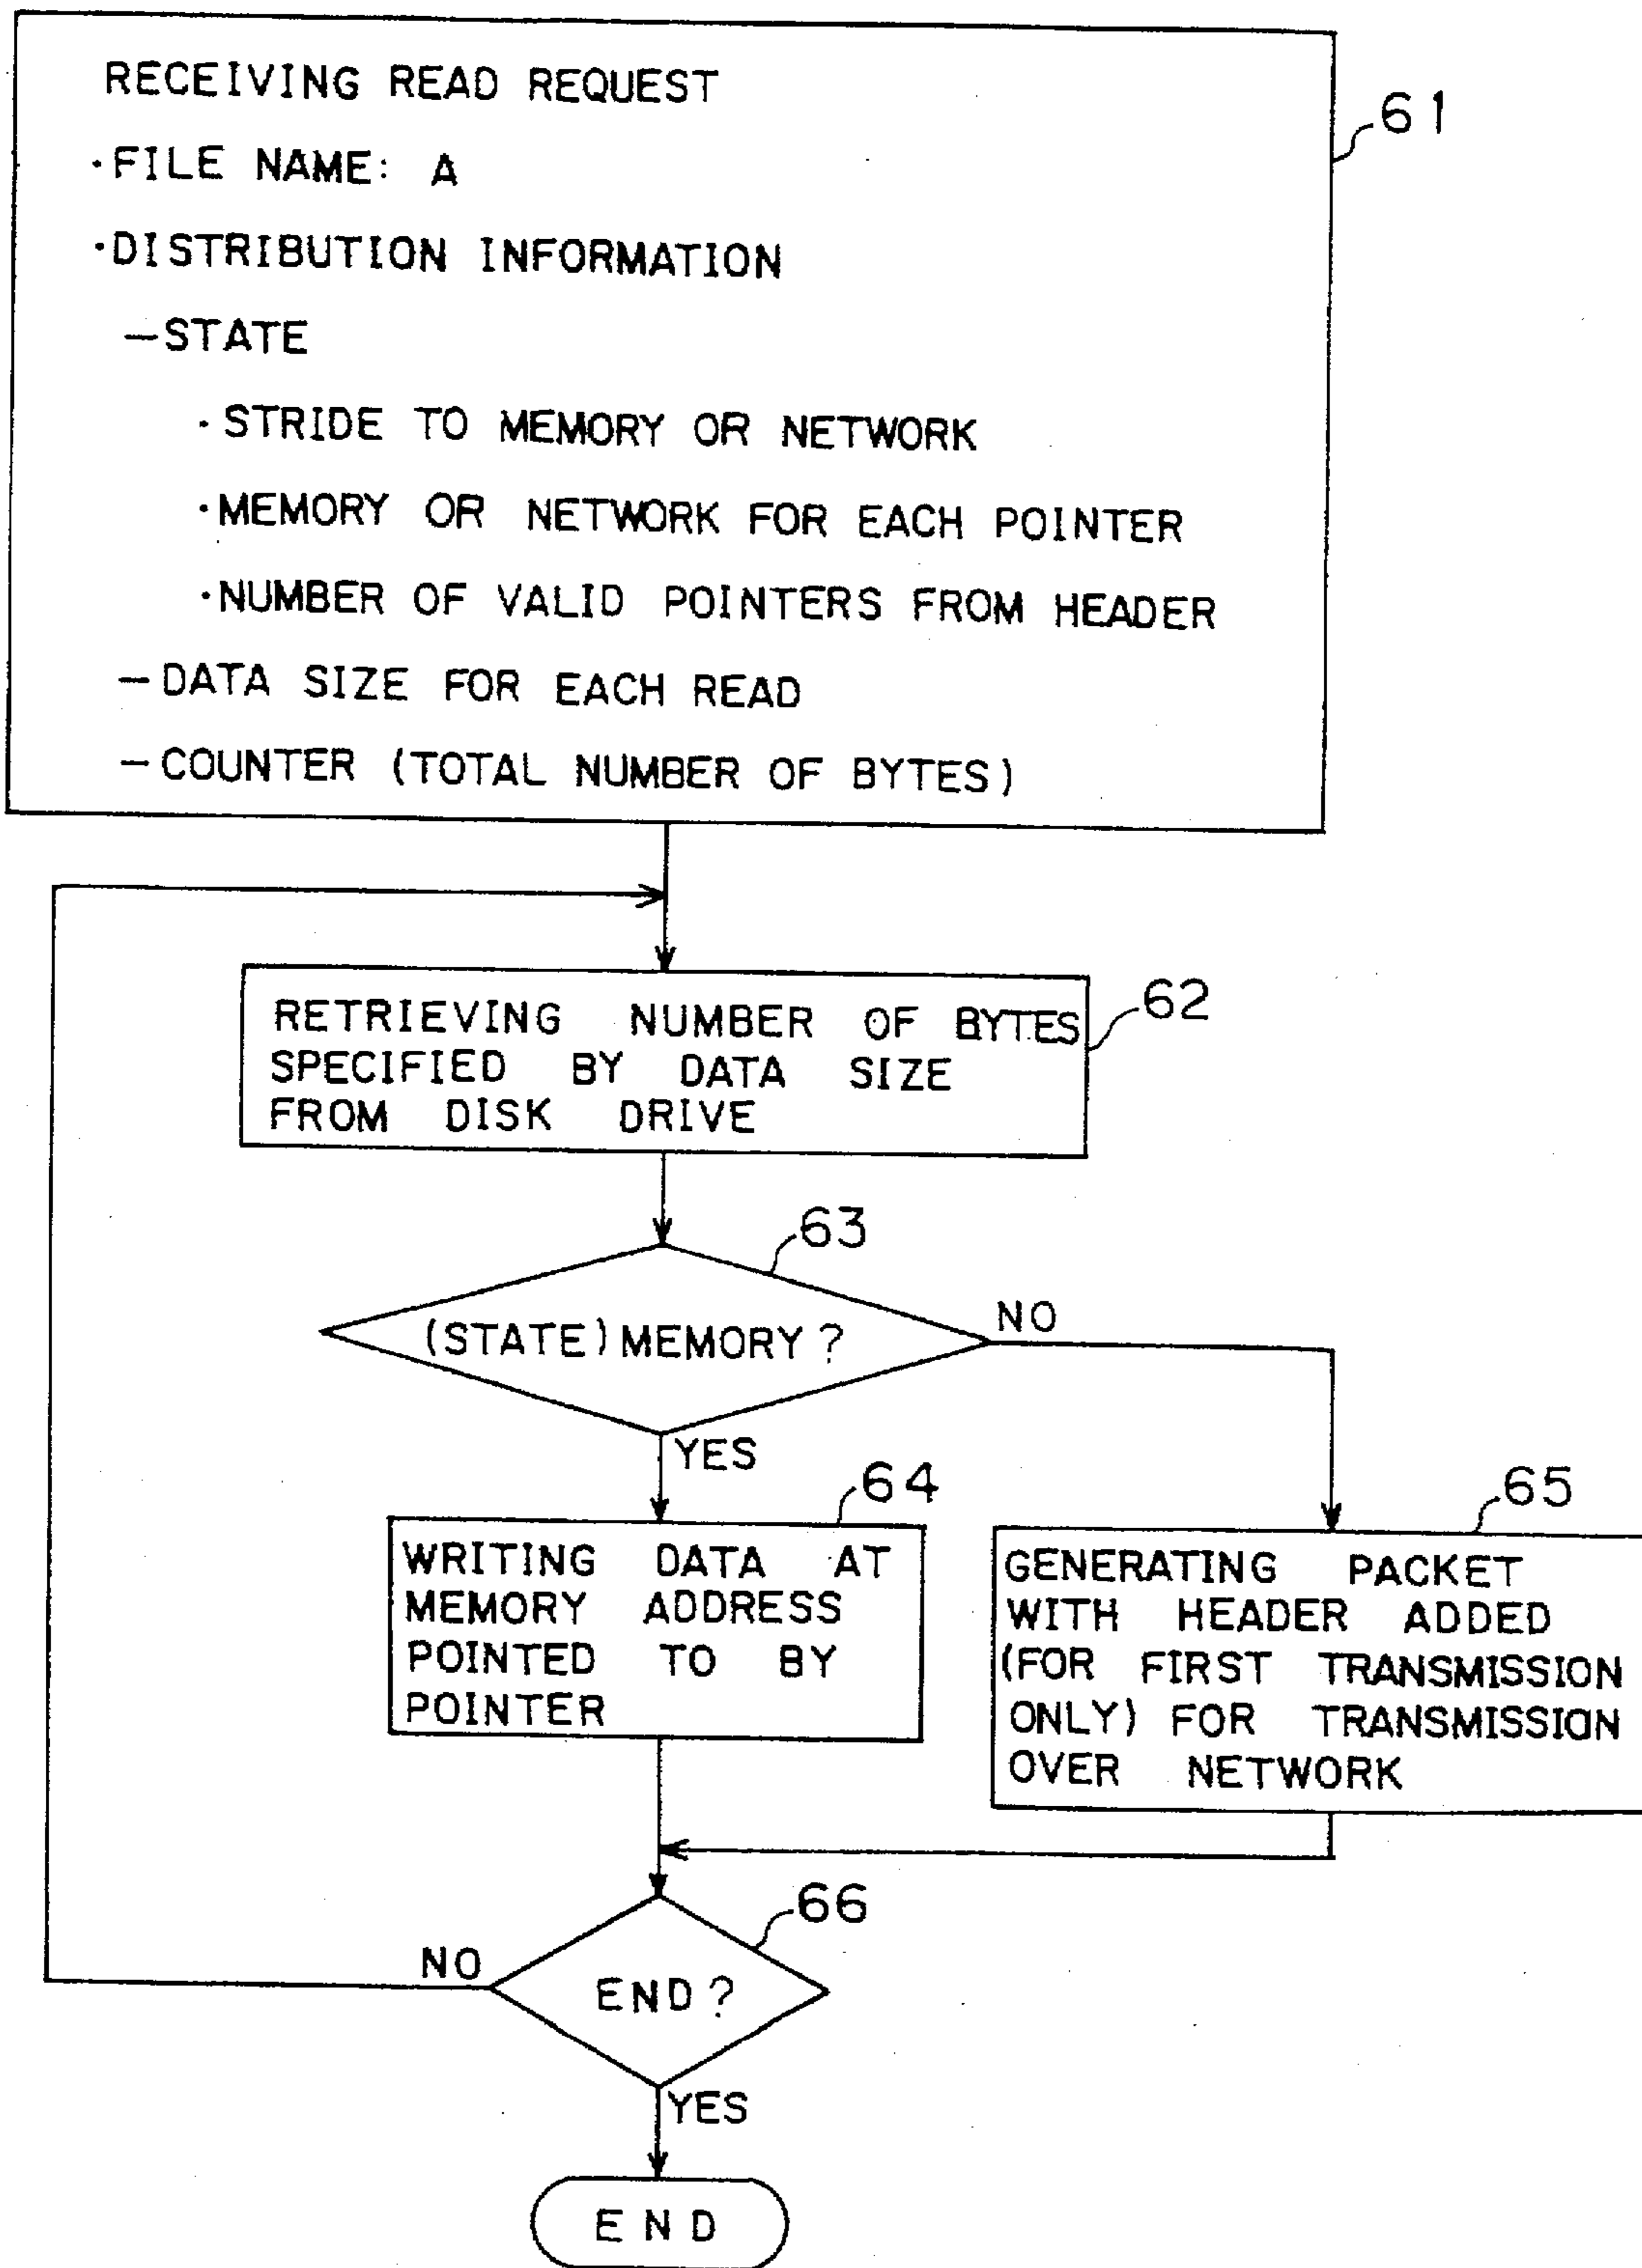 RECEIVING READ REQUEST
·FILE NAME: A
·DISTRIBUTION INFORMATION
—STATE
·STRIDE TO MEMORY OR NETWORK
·MEMORY OR NETWORK FOR EACH POINTER
·NUMBER OF VALID POINTERS FROM HEADER
—DATA SIZE FOR EACH READ
—COUNTER (TOTAL NUMBER OF BYTES)
61
RETRIEVING NUMBER OF BYTES
SPECIFIED BY DATA SIZE
FROM DISK DRIVE
62
63
(STATE) MEMORY?
NO
YES
64
WRITING DATA AT
MEMORY ADDRESS
POINTED TO BY
POINTER
65
GENERATING PACKET
WITH HEADER ADDED
(FOR FIRST TRANSMISSION
ONLY) FOR TRANSMISSION
OVER NETWORK
66
END?
NO
YES
END